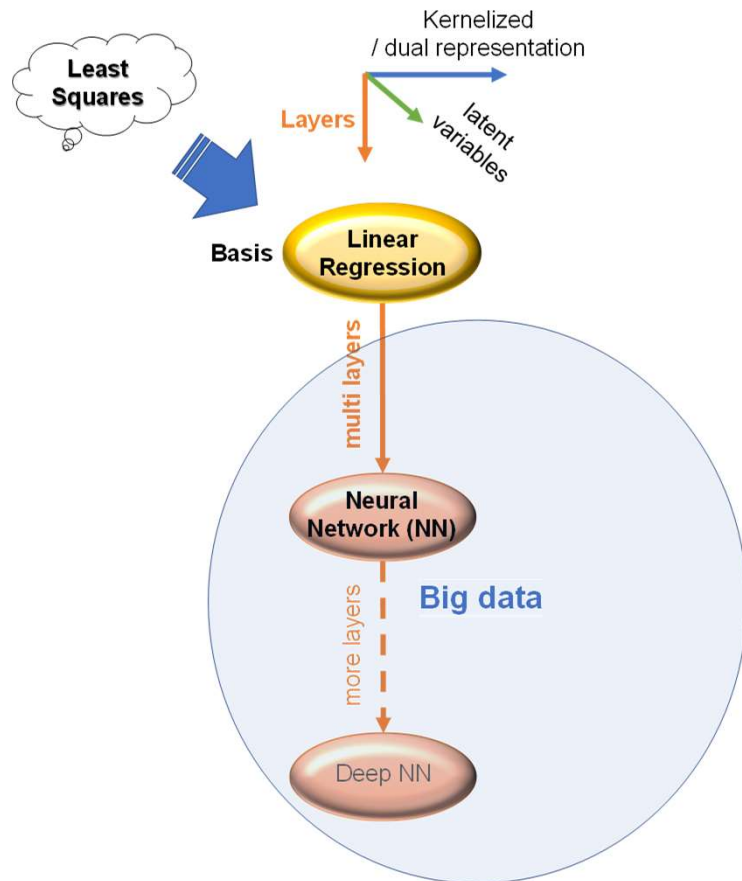 Kernelized
/ dual representation
Least
Squares
Layers
latent
variables
Basis
Linear
Regression
multi layers
Neural
Network (NN)
Big data
more layers
Deep NN